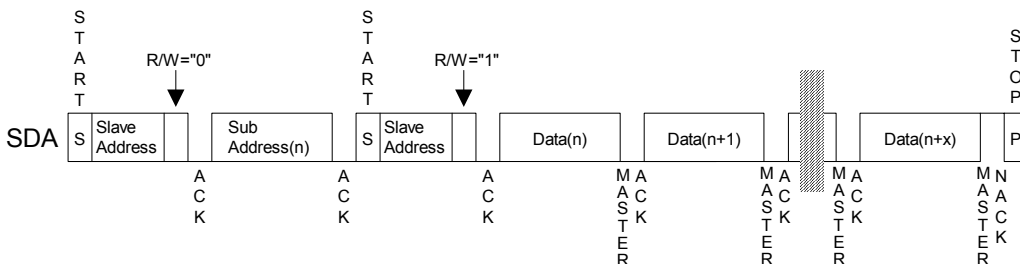 START
START
STOP
R/W="0"
R/W="1"
SDA
S
Slave
Address
Sub
Address(n)
S
Slave
Address
Data(n)
Data(n+1)
Data(n+x)
P
ACK
ACK
ACK
MASTER
ACK
MASTER
ACK
MASTER
ACK
MASTER
NACK